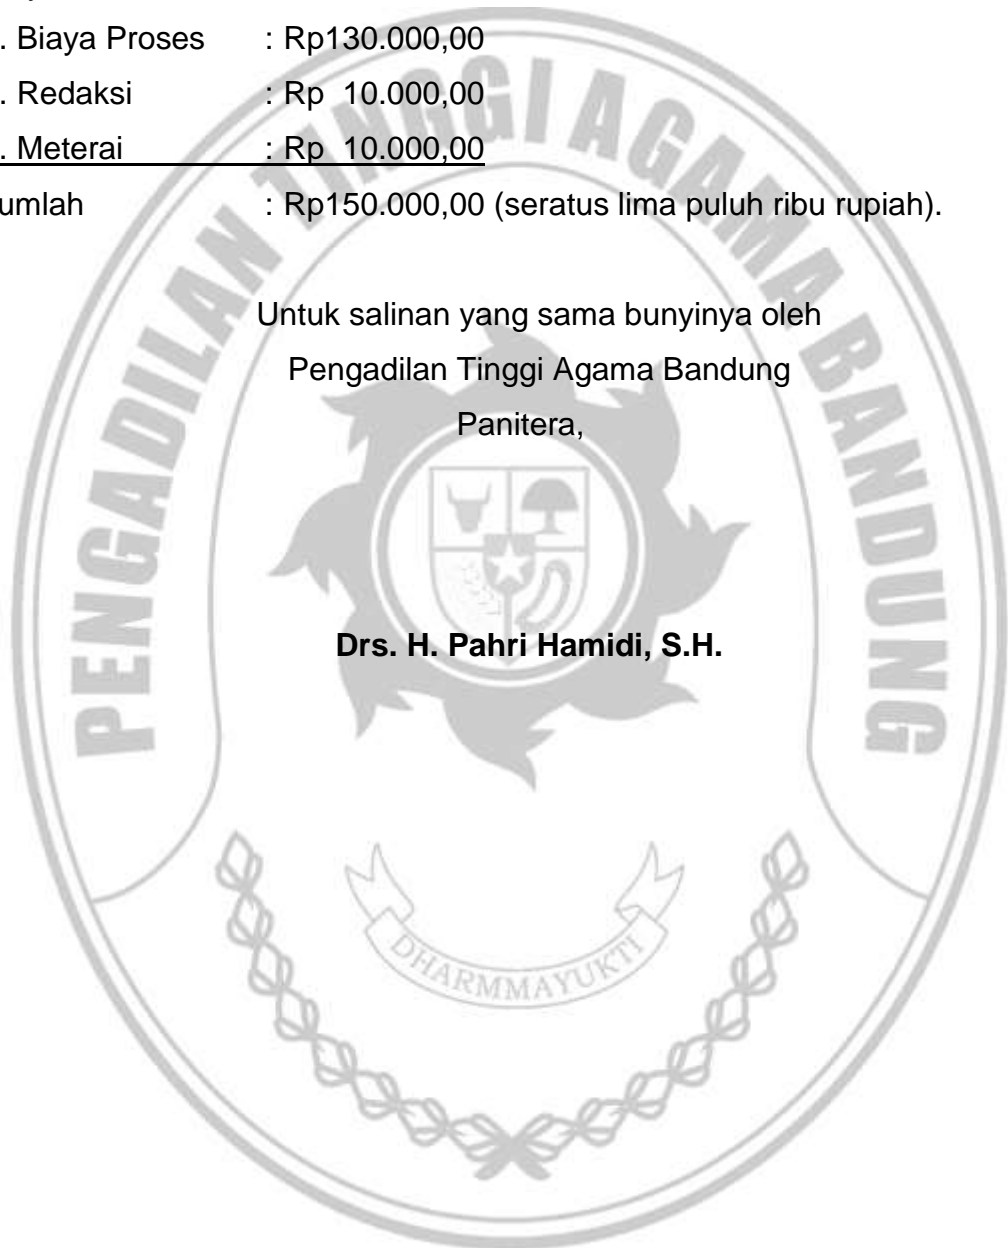 . Biaya Proses : Rp130.000,00
. Redaksi : Rp 10.000,00
. Meterai : Rp 10.000,00
umlah : Rp150.000,00 (seratus lima puluh ribu rupiah).
Untuk salinan yang sama bunyinya oleh
Pengadilan Tinggi Agama Bandung
Panitera,
Drs. H. Pahri Hamidi, S.H.
PENGADILAN TINGGI AGAMA BANDUNG
DHARMMAYUKTI